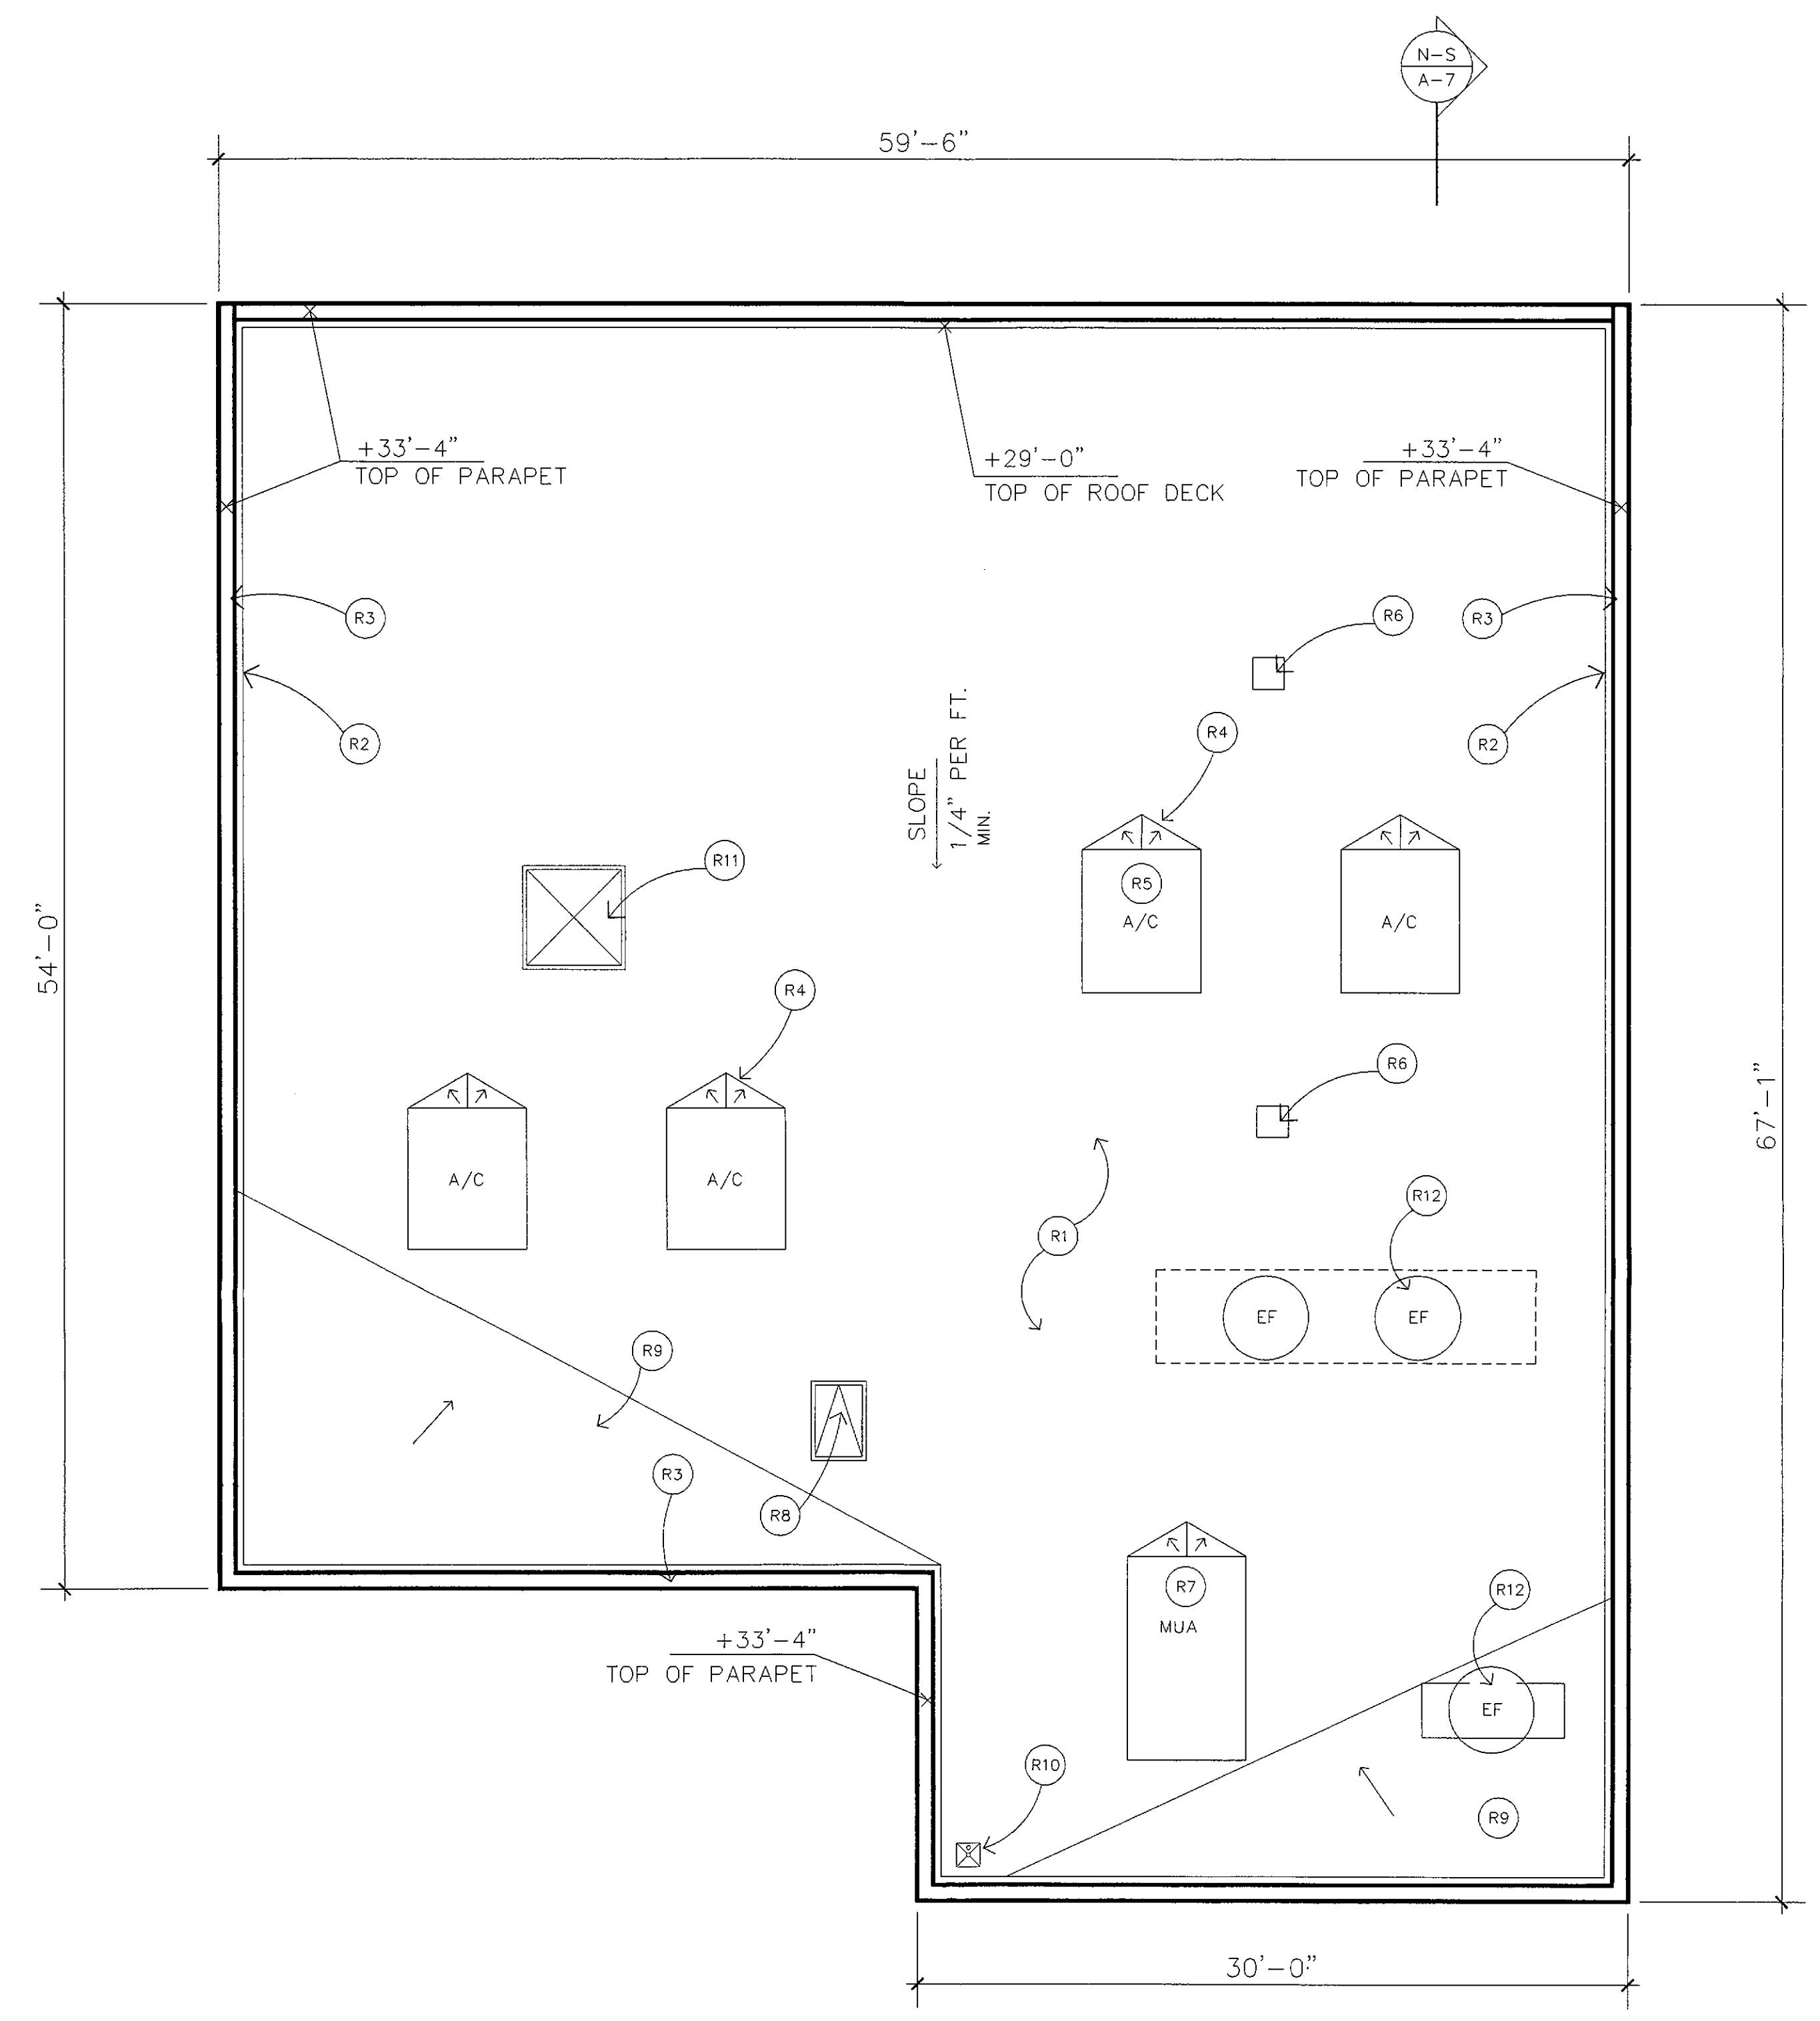 N-S
A-7
59'-6"
+33'-4"
TOP OF PARAPET
+29'-0"
TOP OF ROOF DECK
+33'-4"
TOP OF PARAPET
R3
R6
R3
R2
R4
R2
SLOPE
1/4" PER FT.
MIN.
R11
R5
A/C
A/C
54'-0"
R4
R6
67'-1"
A/C
A/C
R12
R1
EF
EF
R9
R3
R8
R7
MUA
R12
+33'-4"
TOP OF PARAPET
EF
R10
R9
30'-0"